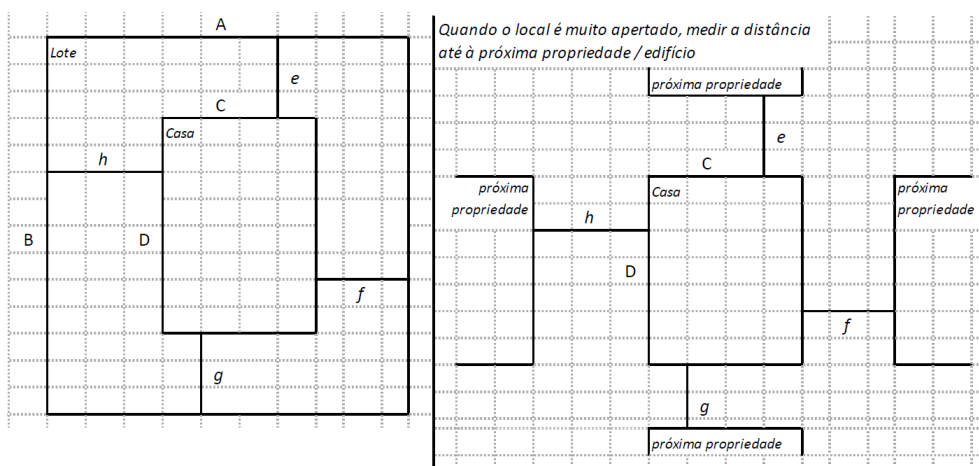 A
Lote
e
C
Casa
h
B
D
f
g
Quando o local é muito apertado, medir a distância
até à próxima propriedade / edifício
próxima propriedade
e
C
próxima
propriedade
Casa
próxima
propriedade
h
D
f
g
próxima propriedade